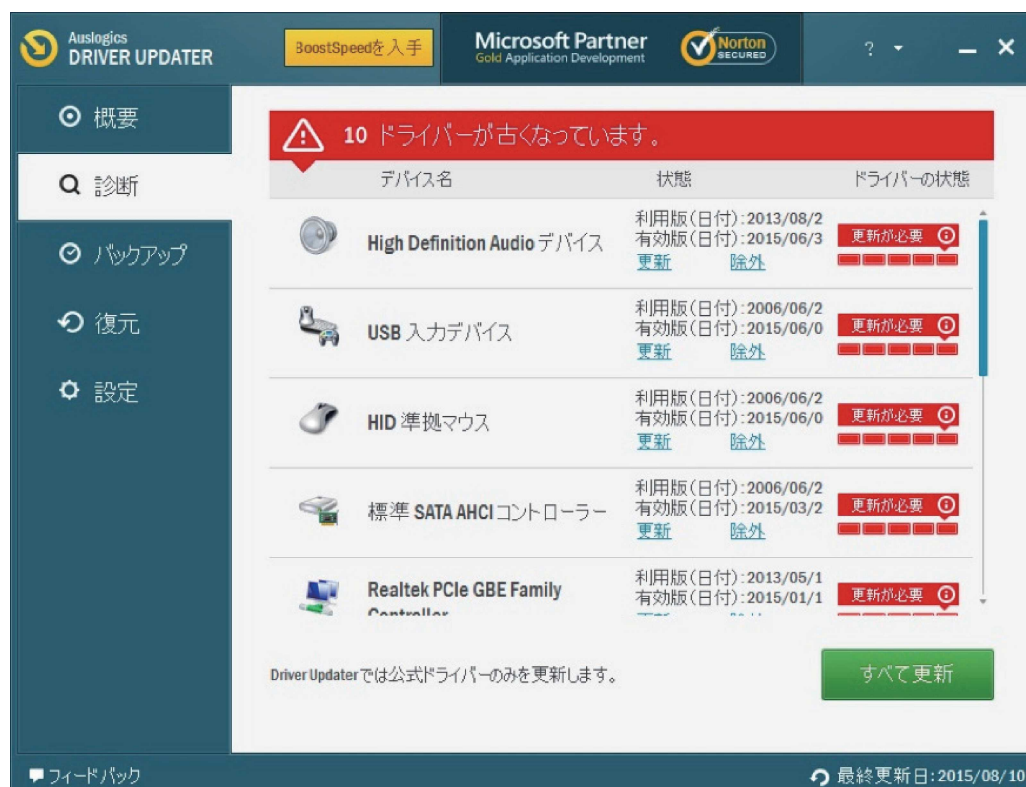 Auslogics
DRIVER UPDATER
BoostSpeedを入手
Microsoft Partner
Gold Application Development
Norton
SECURED
?
概要
診断
バックアップ
復元
設定
10 ドライバーが古くなっています。
デバイス名
状態
ドライバーの状態
High Definition Audio デバイス
利用版(日付):2013/08/2
有効版(日付):2015/06/3
更新 除外
更新が必要
USB 入力デバイス
利用版(日付):2006/06/2
有効版(日付):2015/06/0
更新 除外
更新が必要
HID 準拠マウス
利用版(日付):2006/06/2
有効版(日付):2015/06/0
更新 除外
更新が必要
標準 SATA AHCI コントローラー
利用版(日付):2006/06/2
有効版(日付):2015/03/2
更新 除外
更新が必要
Realtek PCIe GBE Family
Controller
利用版(日付):2013/05/1
有効版(日付):2015/01/1
更新が必要
Driver Updaterでは公式ドライバーのみを更新します。
すべて更新
フィードバック
最終更新日:2015/08/10